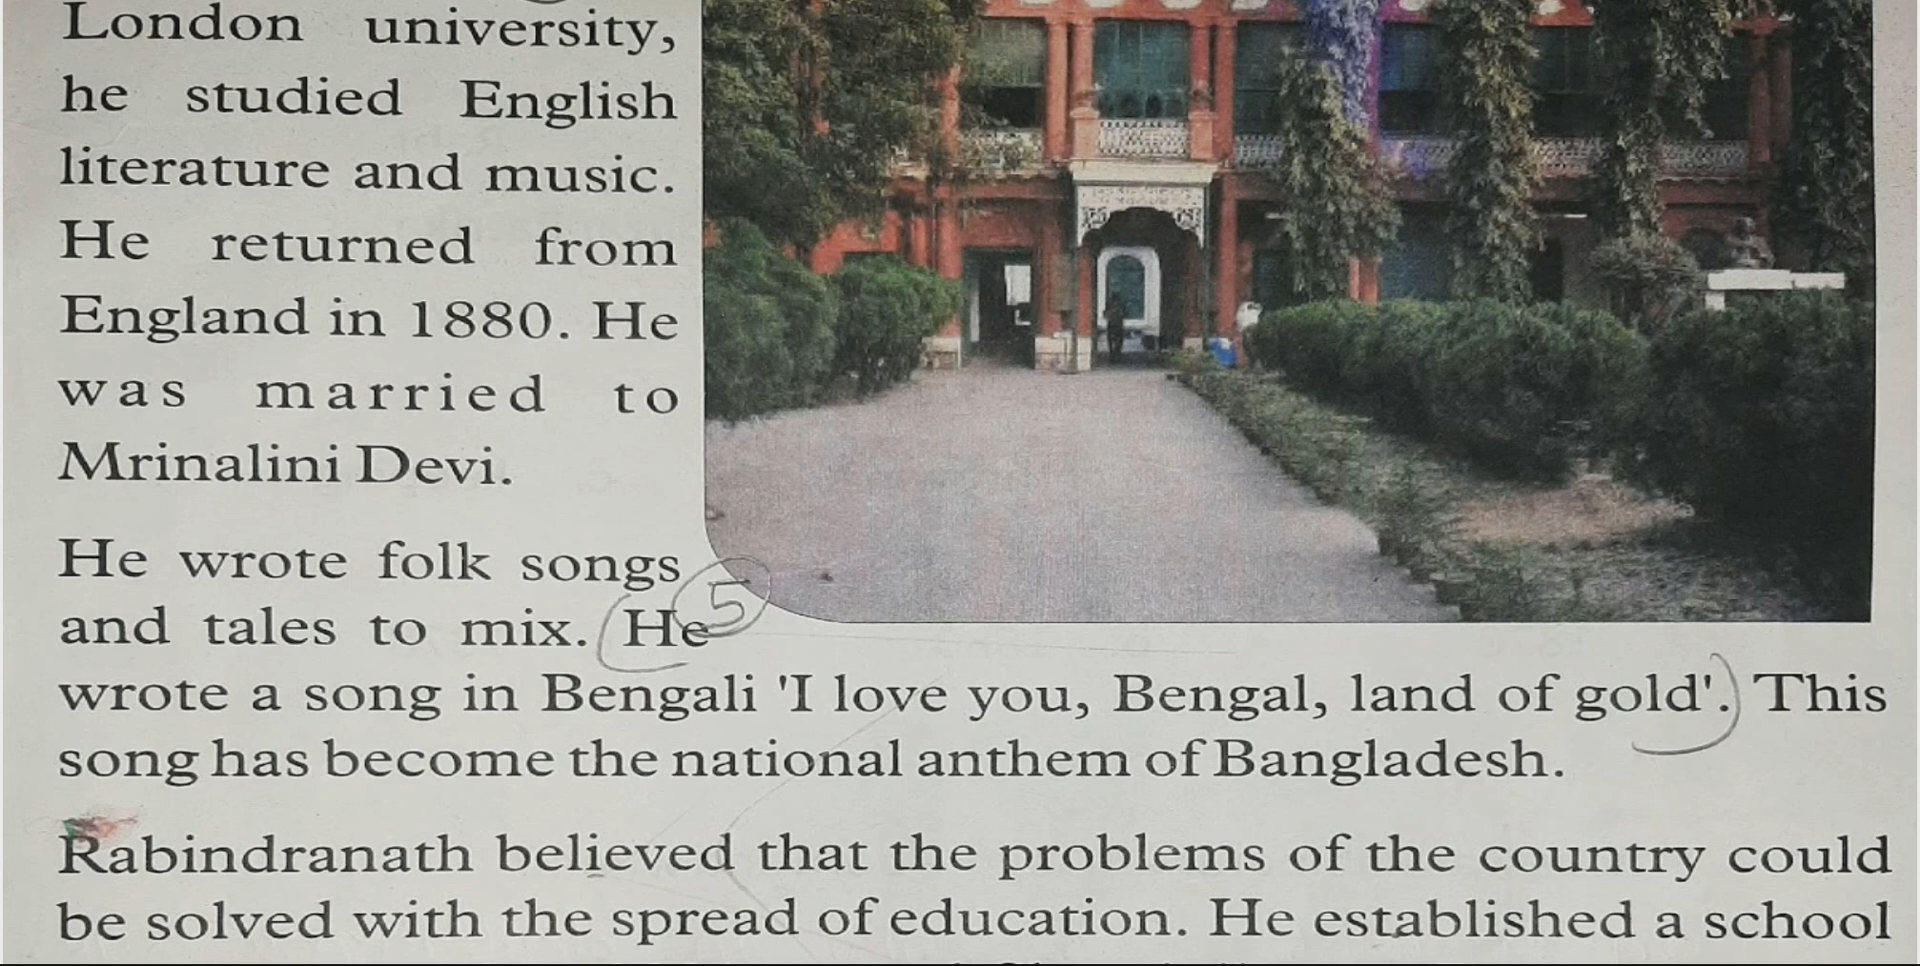 London university,
he studied English
literature and music.
He returned from
England in 1880. He
was married to
Mrinalini Devi.
He wrote folk songs
and tales to mix. He
5
wrote a song in Bengali 'I love you, Bengal, land of gold'. This
song has become the national anthem of Bangladesh.
Rabindranath believed that the problems of the country could
be solved with the spread of education. He established a school